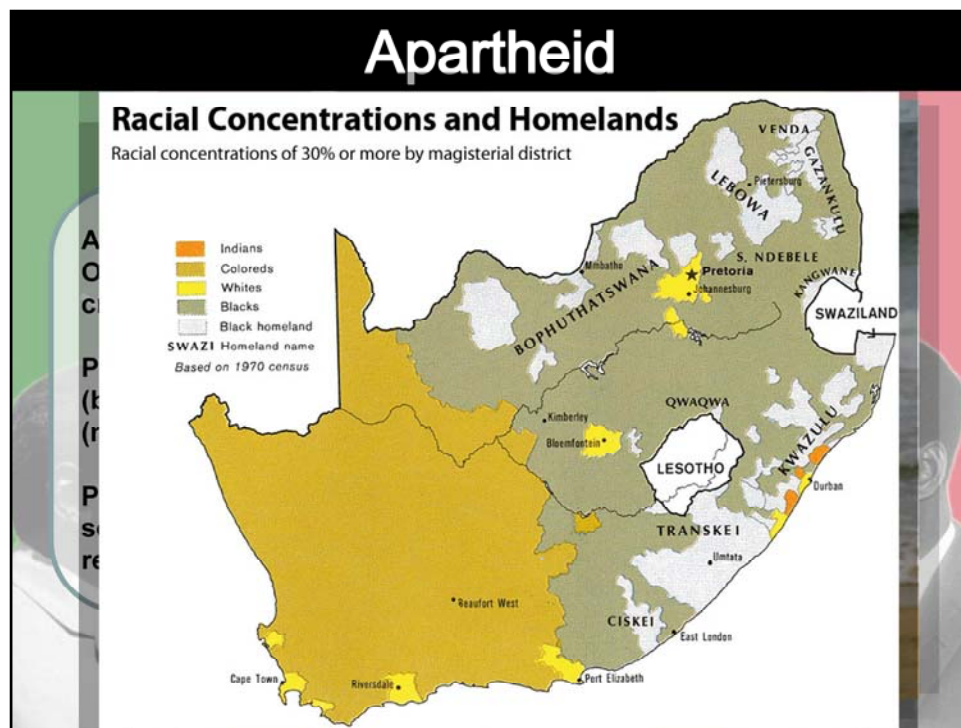 Apartheid
Racial Concentrations and Homelands
Racial concentrations of 30% or more by magisterial district
Indians
Coloreds
Whites
Blacks
Black homeland
SWAZI Homeland name
Based on 1970 census
VENDA
GAZANKULU
LEBOWA
Pietersburg
S. NDEBELE
Mmbatho
Pretoria
Johannesburg
KANGWANE
BOPHUTHATSWANA
SWAZILAND
QWAQWA
Kimberley
Bloemfontein
LESOTHO
KWAZULU
Durban
TRANSKEI
Umtata
Beaufort West
CISKEI
East London
Cape Town
Riversdale
Port Elizabeth